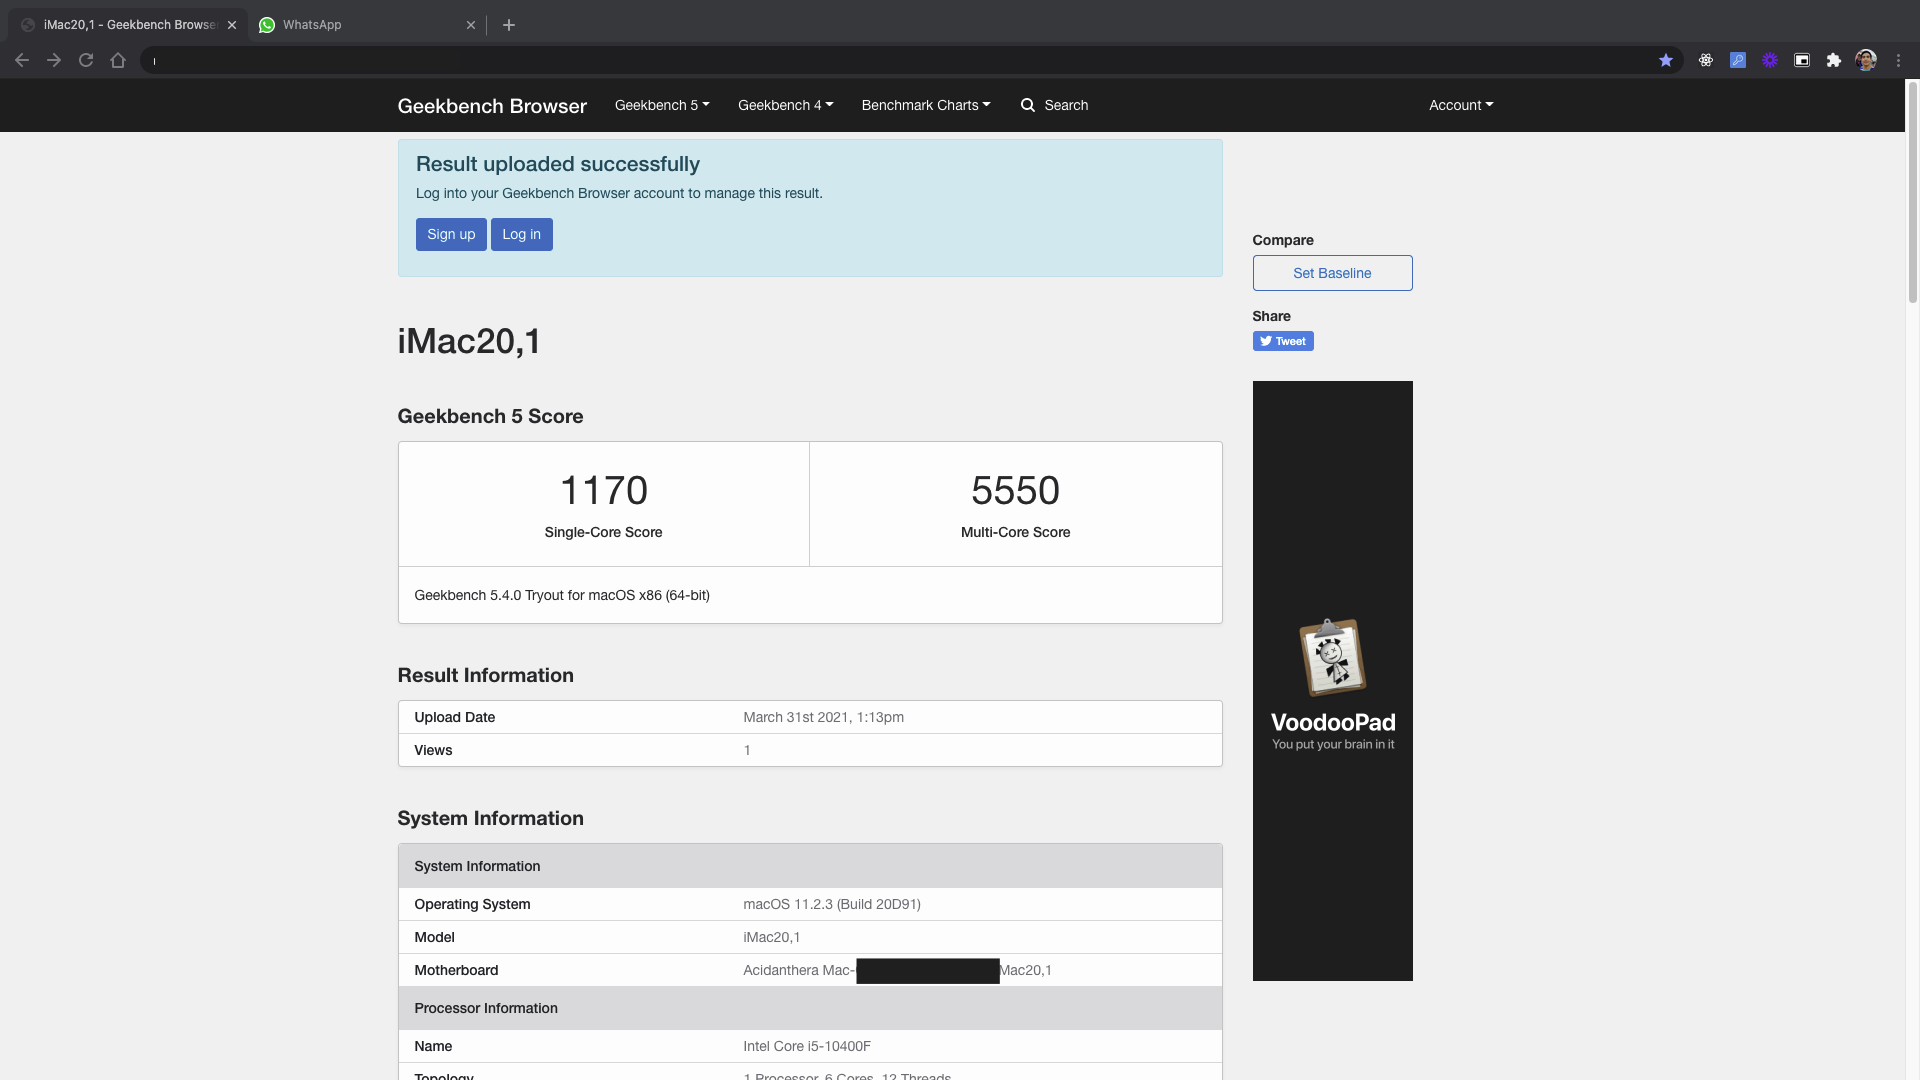 iMac20,1 - Geekbench Browse
WhatsApp
Geekbench Browser
Geekbench 5
Geekbench 4
Benchmark Charts
Search
Account
Result uploaded successfully
Log into your Geekbench Browser account to manage this result.
Sign up
Log in
Compare
Set Baseline
Share
Tweet
iMac20,1
Geekbench 5 Score
1170
Single-Core Score
5550
Multi-Core Score
Geekbench 5.4.0 Tryout for macOS x86 (64-bit)
Result Information
Upload Date March 31st 2021, 1:13pm
Views 1
VoodooPad
You put your brain in it
System Information
System Information
Operating System macOS 11.2.3 (Build 20D91)
Model iMac20,1
Motherboard Acidanthera Mac- Mac20,1
Processor Information
Name Intel Core i5-10400F
Topology 1 Processor, 6 Cores, 12 Threads